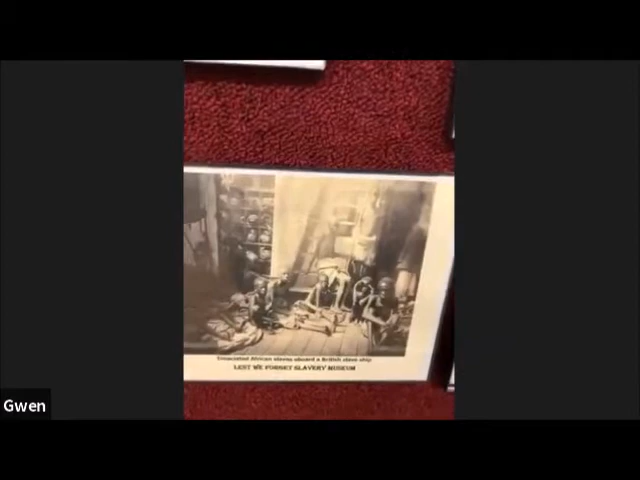 Emaciated African slaves aboard a British slave ship
LEST WE FORGET SLAVERY MUSEUM
Gwen